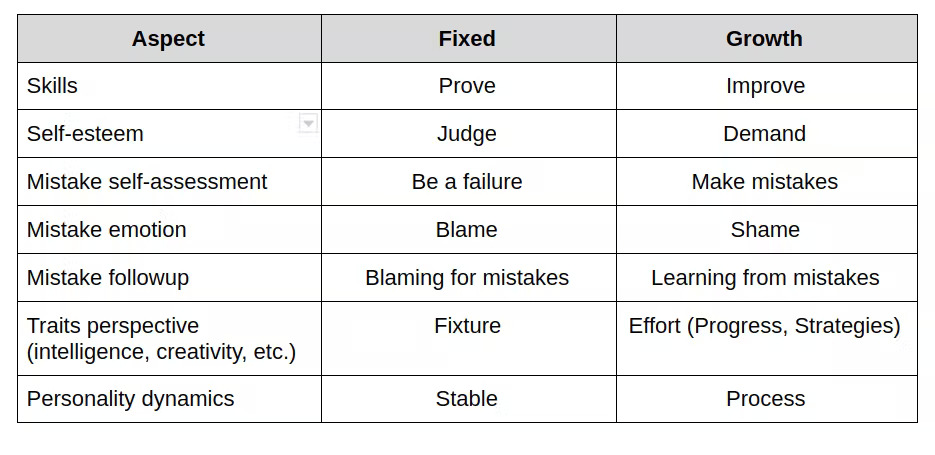 Aspect Fixed Growth
Skills Prove Improve
Self-esteem Judge Demand
Mistake self-assessment Be a failure Make mistakes
Mistake emotion Blame Shame
Mistake followup Blaming for mistakes Learning from mistakes
Traits perspective Fixture Effort (Progress, Strategies)
(intelligence, creativity, etc.)
Personality dynamics Stable Process